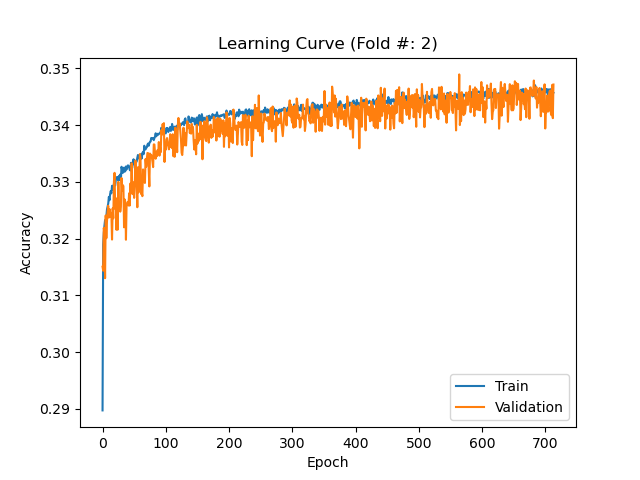 Learning Curve (Fold #: 2)
0.35
0.34
0.33
0.32
0.31
0.30
0.29
Accuracy
0 100 200 300 400 500 600 700
Epoch
Train
Validation